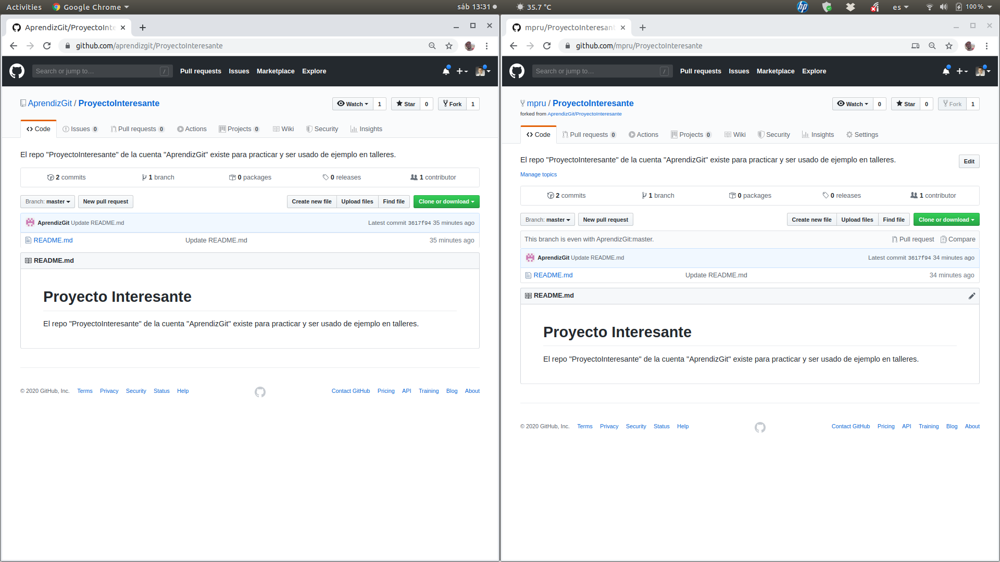 Activities Google Chrome sáb 13:31 35.7 °C es 100 %
AprendizGit/ProyectoInte
github.com/aprendizgit/ProyectoInteresante
Search or jump to… / Pull requests Issues Marketplace Explore
AprendizGit / ProyectoInteresante Watch 1 Star 0 Fork 1
Code Issues 0 Pull requests 0 Actions Projects 0 Wiki Security Insights
El repo "ProyectoInteresante" de la cuenta "AprendizGit" existe para practicar y ser usado de ejemplo en talleres.
2 commits 1 branch 0 packages 0 releases 1 contributor
Branch: master New pull request Create new file Upload files Find file Clone or download
AprendizGit Update README.md Latest commit 3617f94 35 minutes ago
README.md Update README.md 35 minutes ago
README.md
Proyecto Interesante
El repo "ProyectoInteresante" de la cuenta "AprendizGit" existe para practicar y ser usado de ejemplo en talleres.
© 2020 GitHub, Inc. Terms Privacy Security Status Help Contact GitHub Pricing API Training Blog About
mpru/ProyectoInteresant
github.com/mpru/ProyectoInteresante
Search or jump to… / Pull requests Issues Marketplace Explore
mpru / ProyectoInteresante Watch 0 Star 0 Fork 1
forked from AprendizGit/ProyectoInteresante
Code Pull requests 0 Actions Projects 0 Wiki Security Insights Settings
El repo "ProyectoInteresante" de la cuenta "AprendizGit" existe para practicar y ser usado de ejemplo en talleres. Edit
Manage topics
2 commits 1 branch 0 packages 0 releases 1 contributor
Branch: master New pull request Create new file Upload files Find file Clone or download
This branch is even with AprendizGit:master. Pull request Compare
AprendizGit Update README.md Latest commit 3617f94 34 minutes ago
README.md Update README.md 34 minutes ago
README.md
Proyecto Interesante
El repo "ProyectoInteresante" de la cuenta "AprendizGit" existe para practicar y ser usado de ejemplo en talleres.
© 2020 GitHub, Inc. Terms Privacy Security Status Help Contact GitHub Pricing API Training Blog About